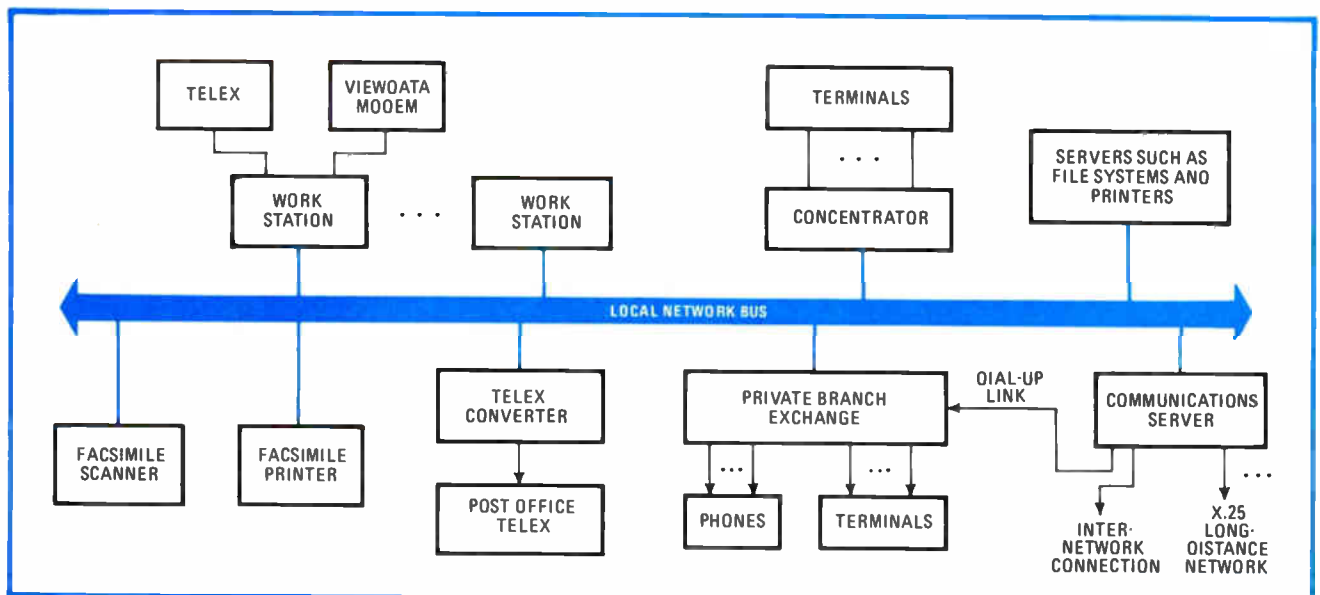 TELEX
VIEWOATA
MOOEM
TERMINALS
SERVERS SUCH AS
FILE SYSTEMS ANO
PRINTERS
WORK
STATION
...
WORK
STATION
...
CONCENTRATOR
LOCAL NETWORK BUS
FACSIMILE
SCANNER
FACSIMILE
PRINTER
TELEX
CONVERTER
POST OFFICE
TELEX
PRIVATE BRANCH
EXCHANGE
...
...
PHONES
TERMINALS
OIAL-UP
LINK
COMMUNICATIONS
SERVER
...
INTER-
NETWORK
CONNECTION
X.25
LONG-
OISTANCE
NETWORK